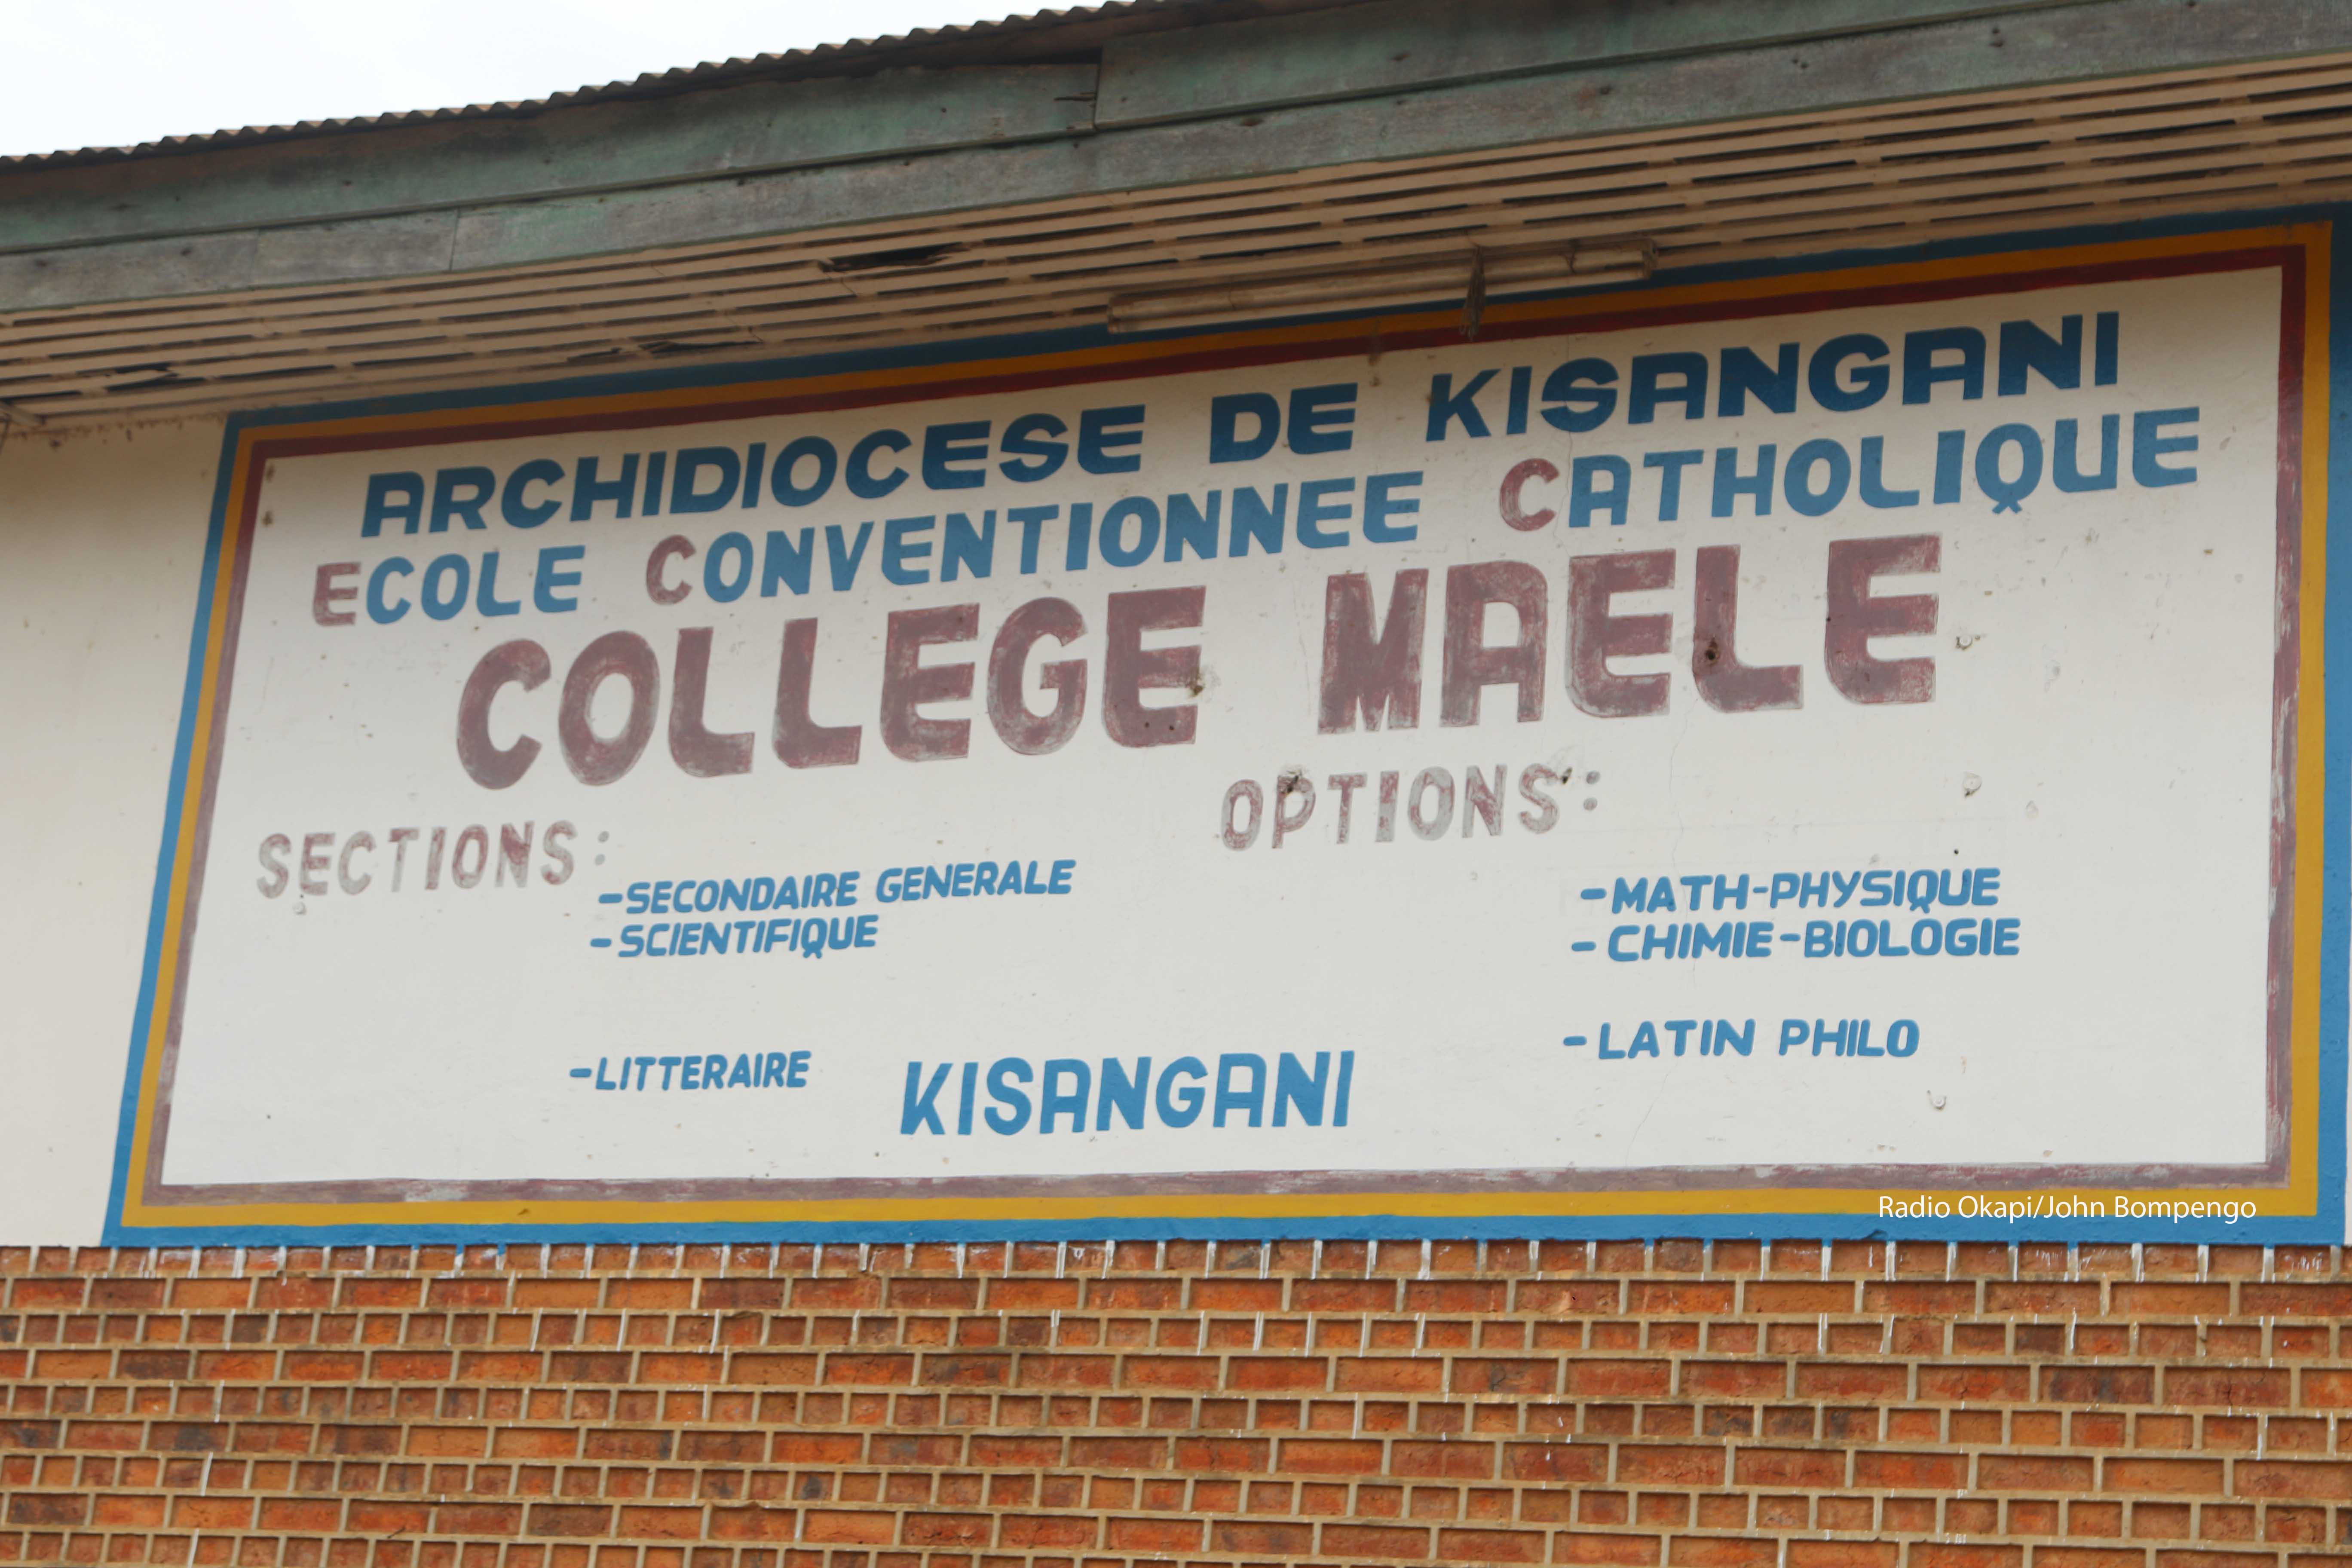 ARCHIDIOCESE DE KISANGANI
ECOLE CONVENTIONNEE CATHOLIQUE
COLLEGE MAELE
SECTIONS:
-SECONDAIRE GENERALE
-SCIENTIFIQUE
-LITTERAIRE
OPTIONS:
-MATH-PHYSIQUE
-CHIMIE-BIOLOGIE
-LATIN PHILO
KISANGANI
Radio Okapi/John Bompengo